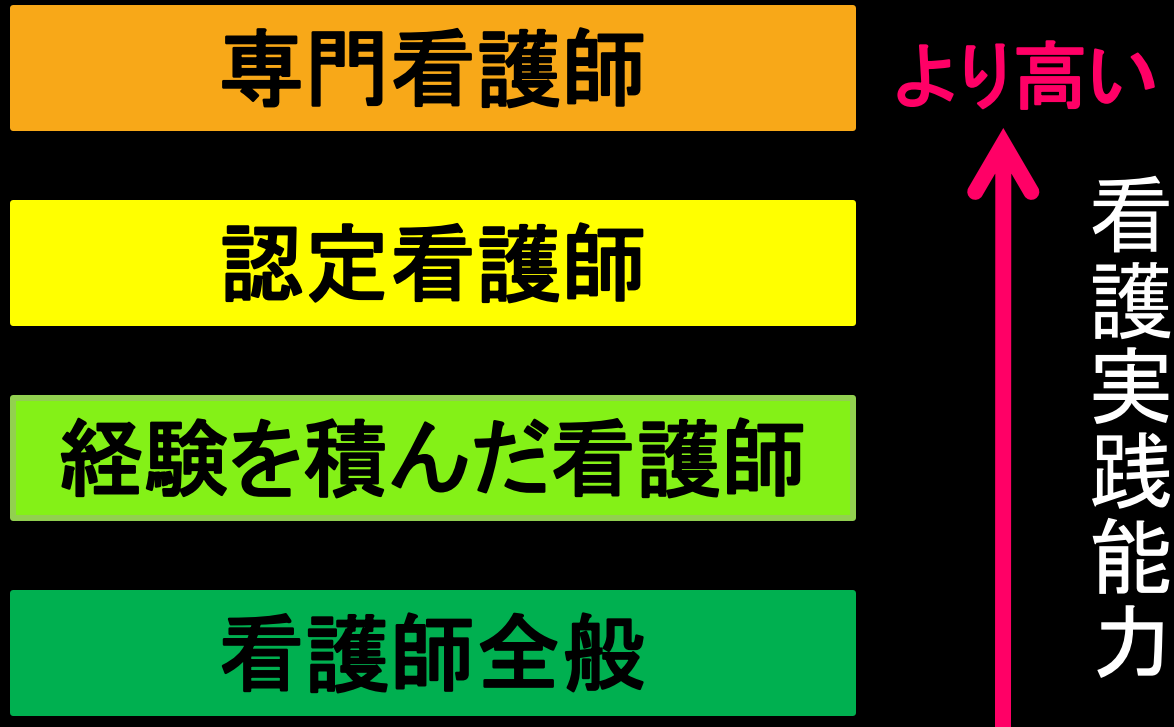 専門看護師
より高い
認定看護師
経験を積んだ看護師
看護師全般
看護実践能力